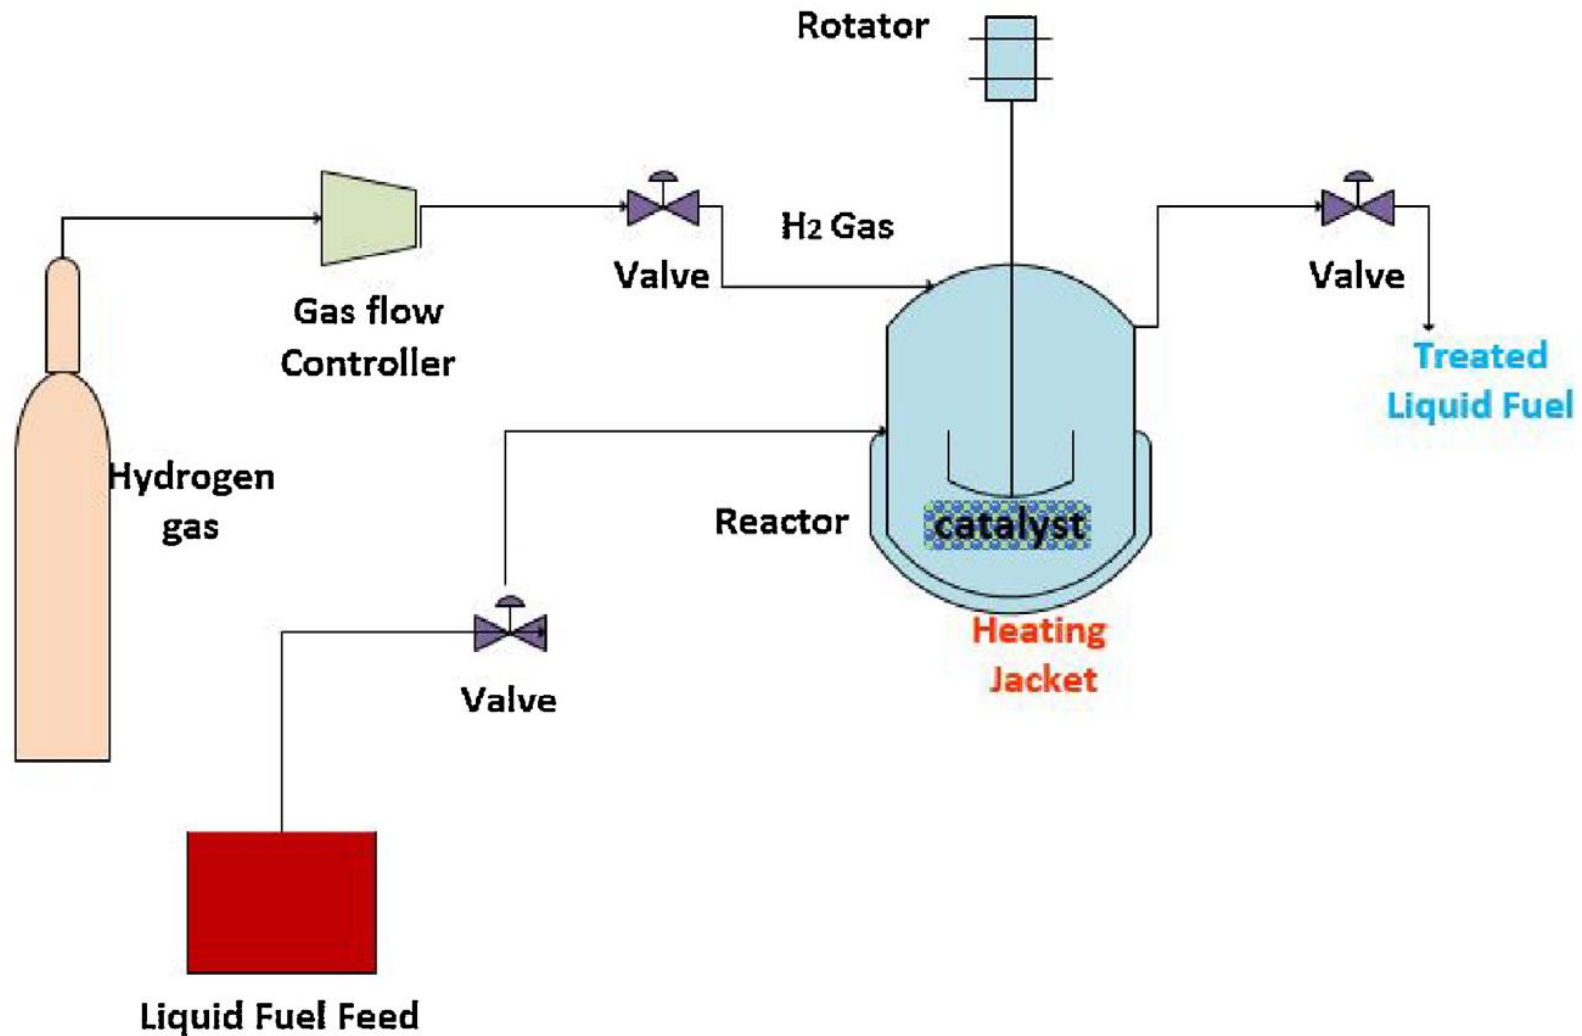 Rotator
H2 Gas
Valve
Valve
Gas flow
Controller
Treated
Liquid Fuel
Hydrogen
gas
Reactor
catalyst
Heating
Jacket
Valve
Liquid Fuel Feed